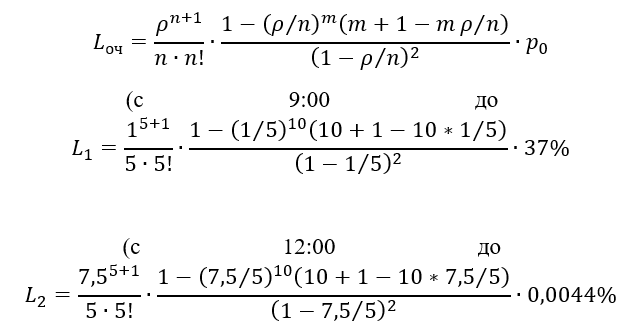 L_оч = ρ^{n+1} / (n · n!) · (1 − (ρ/n)^m (m + 1 − m ρ/n)) / (1 − ρ/n)^2 · p_0
(с 9:00 до
L_1 = 1^{5+1} / (5 · 5!) · (1 − (1/5)^{10} (10 + 1 − 10 * 1/5)) / (1 − 1/5)^2 · 37%
(с 12:00 до
L_2 = 7,5^{5+1} / (5 · 5!) · (1 − (7,5/5)^{10} (10 + 1 − 10 * 7,5/5)) / (1 − 7,5/5)^2 · 0,0044%